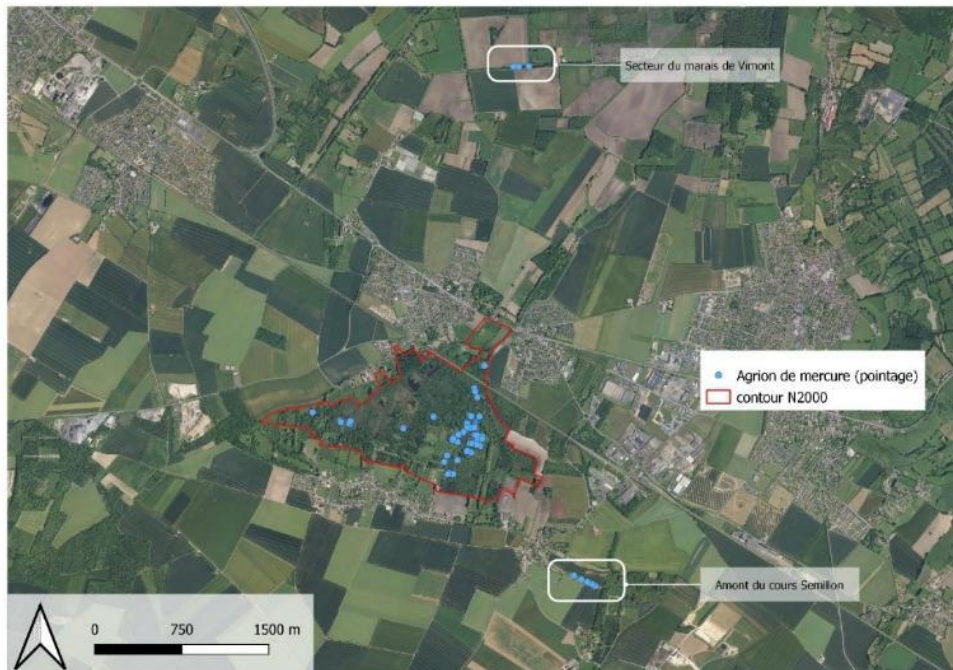 Secteur du marais de Vimont
Agrion de mercure (pointage)
contour N2000
Amont du cours Semillon
0 750 1500 m